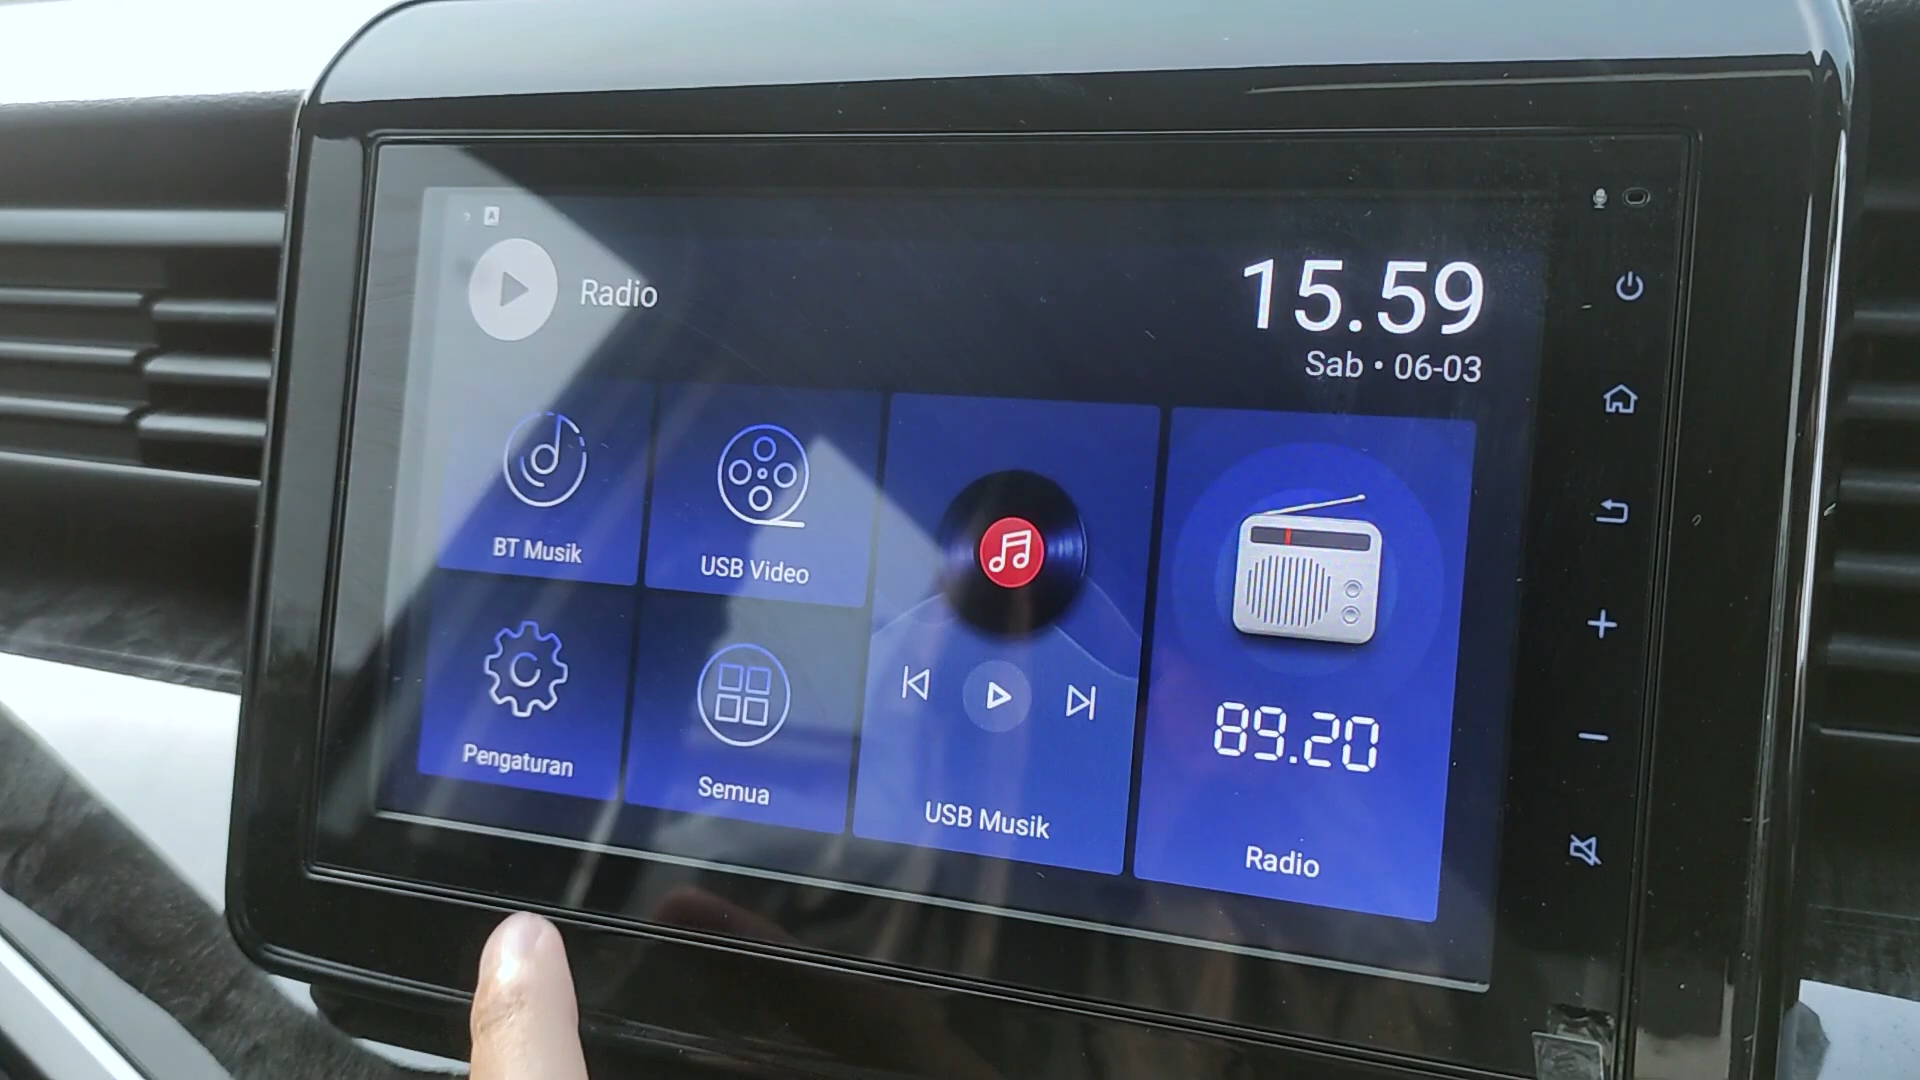 A
Radio
15.59
Sab • 06-03
BT Musik
USB Video
Pengaturan
Semua
USB Musik
89.20
Radio